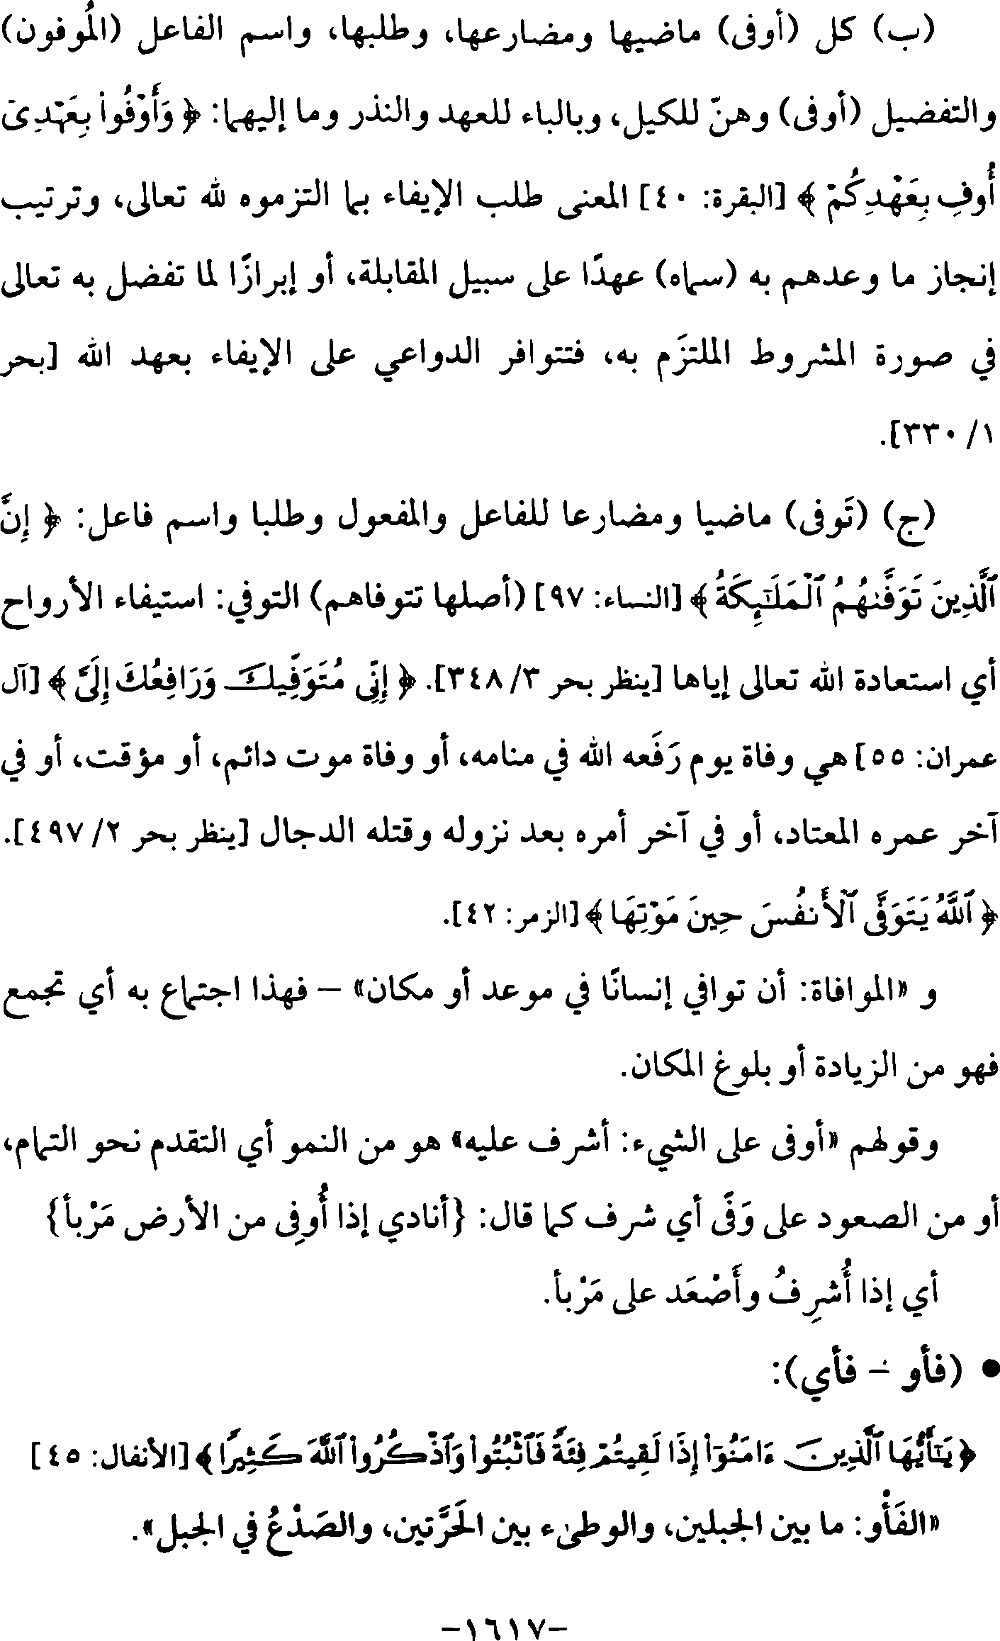 (ب) كل (أوفى) ماضيها ومضارعها، وطلبها، واسم الفاعل (المُوفون)
والتفضيل (أوفى) وهنّ للكيل، وبالباء للعهد والنذر وما إليهما: ﴿ وَأَوْفُوا۟ بِعَهْدِىٓ
أُوفِ بِعَهْدِكُمْ ﴾ [البقرة: ٤٠] المعنى طلب الإيفاء بما التزموه لله تعالى، وترتيب
إنجاز ما وعدهم به (سماه) عهدًا على سبيل المقابلة، أو إبرازًا لما تفضل به تعالى
في صورة المشروط الملتزَم به، فتتوافر الدواعي على الإيفاء بعهد الله [بحر
١/ ٣٣٠].
(ج) (تَوفى) ماضيا ومضارعا للفاعل والمفعول وطلبا واسم فاعل: ﴿ إِنَّ
ٱلَّذِينَ تَوَفَّىٰهُمُ ٱلْمَلَٰٓئِكَةُ ﴾ [النساء: ٩٧] (أصلها تتوفاهم) التوفي: استيفاء الأرواح
أي استعادة الله تعالى إياها [ينظر بحر ٣/ ٣٤٨]. ﴿ إِنِّى مُتَوَفِّيكَ وَرَافِعُكَ إِلَىَّ ﴾ [آل
عمران: ٥٥] هي وفاة يوم رَفَعه الله في منامه، أو وفاة موت دائم، أو مؤقت، أو في
آخر عمره المعتاد، أو في آخر أمره بعد نزوله وقتله الدجال [ينظر بحر ٢/ ٤٩٧].
﴿ ٱللَّهُ يَتَوَفَّى ٱلْأَنفُسَ حِينَ مَوْتِهَا ﴾ [الزمر: ٤٢].
و «الموافاة: أن توافي إنسانًا في موعد أو مكان» – فهذا اجتماع به أي تجمع
فهو من الزيادة أو بلوغ المكان.
وقولهم «أوفى على الشيء: أشرف عليه» هو من النمو أي التقدم نحو التمام،
أو من الصعود على وَفًى أي شرف كما قال: {أنادي إذا أُوفِى من الأرض مَرْبأ}
أي إذا أُشرِفُ وأَصْعَد على مَرْبأ.
• (فأو – فأي):
﴿ يَٰٓأَيُّهَا ٱلَّذِينَ ءَامَنُوٓا۟ إِذَا لَقِيتُمْ فِئَةً فَٱثْبُتُوا۟ وَٱذْكُرُوا۟ ٱللَّهَ كَثِيرًا ﴾ [الأنفال: ٤٥]
«الفَأْو: ما بين الجبلين، والوطىء بين الحَرَّتين، والصَدْعُ في الجبل».
-١٦١٧-